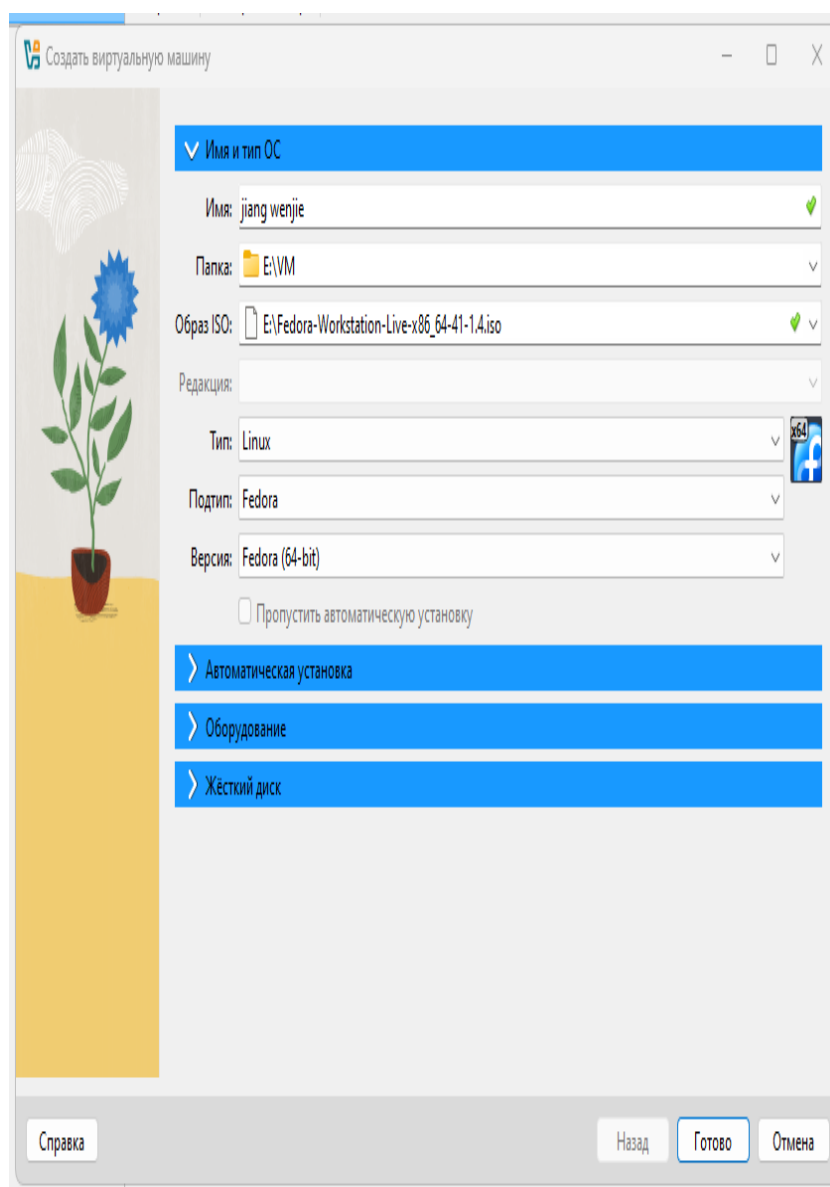 Создать виртуальную машину
Имя и тип ОС
Имя: jiang wenjie
Папка: E:\VM
Образ ISO: E:\Fedora-Workstation-Live-x86_64-41-1.4.iso
Редакция:
Тип: Linux
x64
Подтип: Fedora
Версия: Fedora (64-bit)
Пропустить автоматическую установку
Автоматическая установка
Оборудование
Жёсткий диск
Справка Назад Готово Отмена